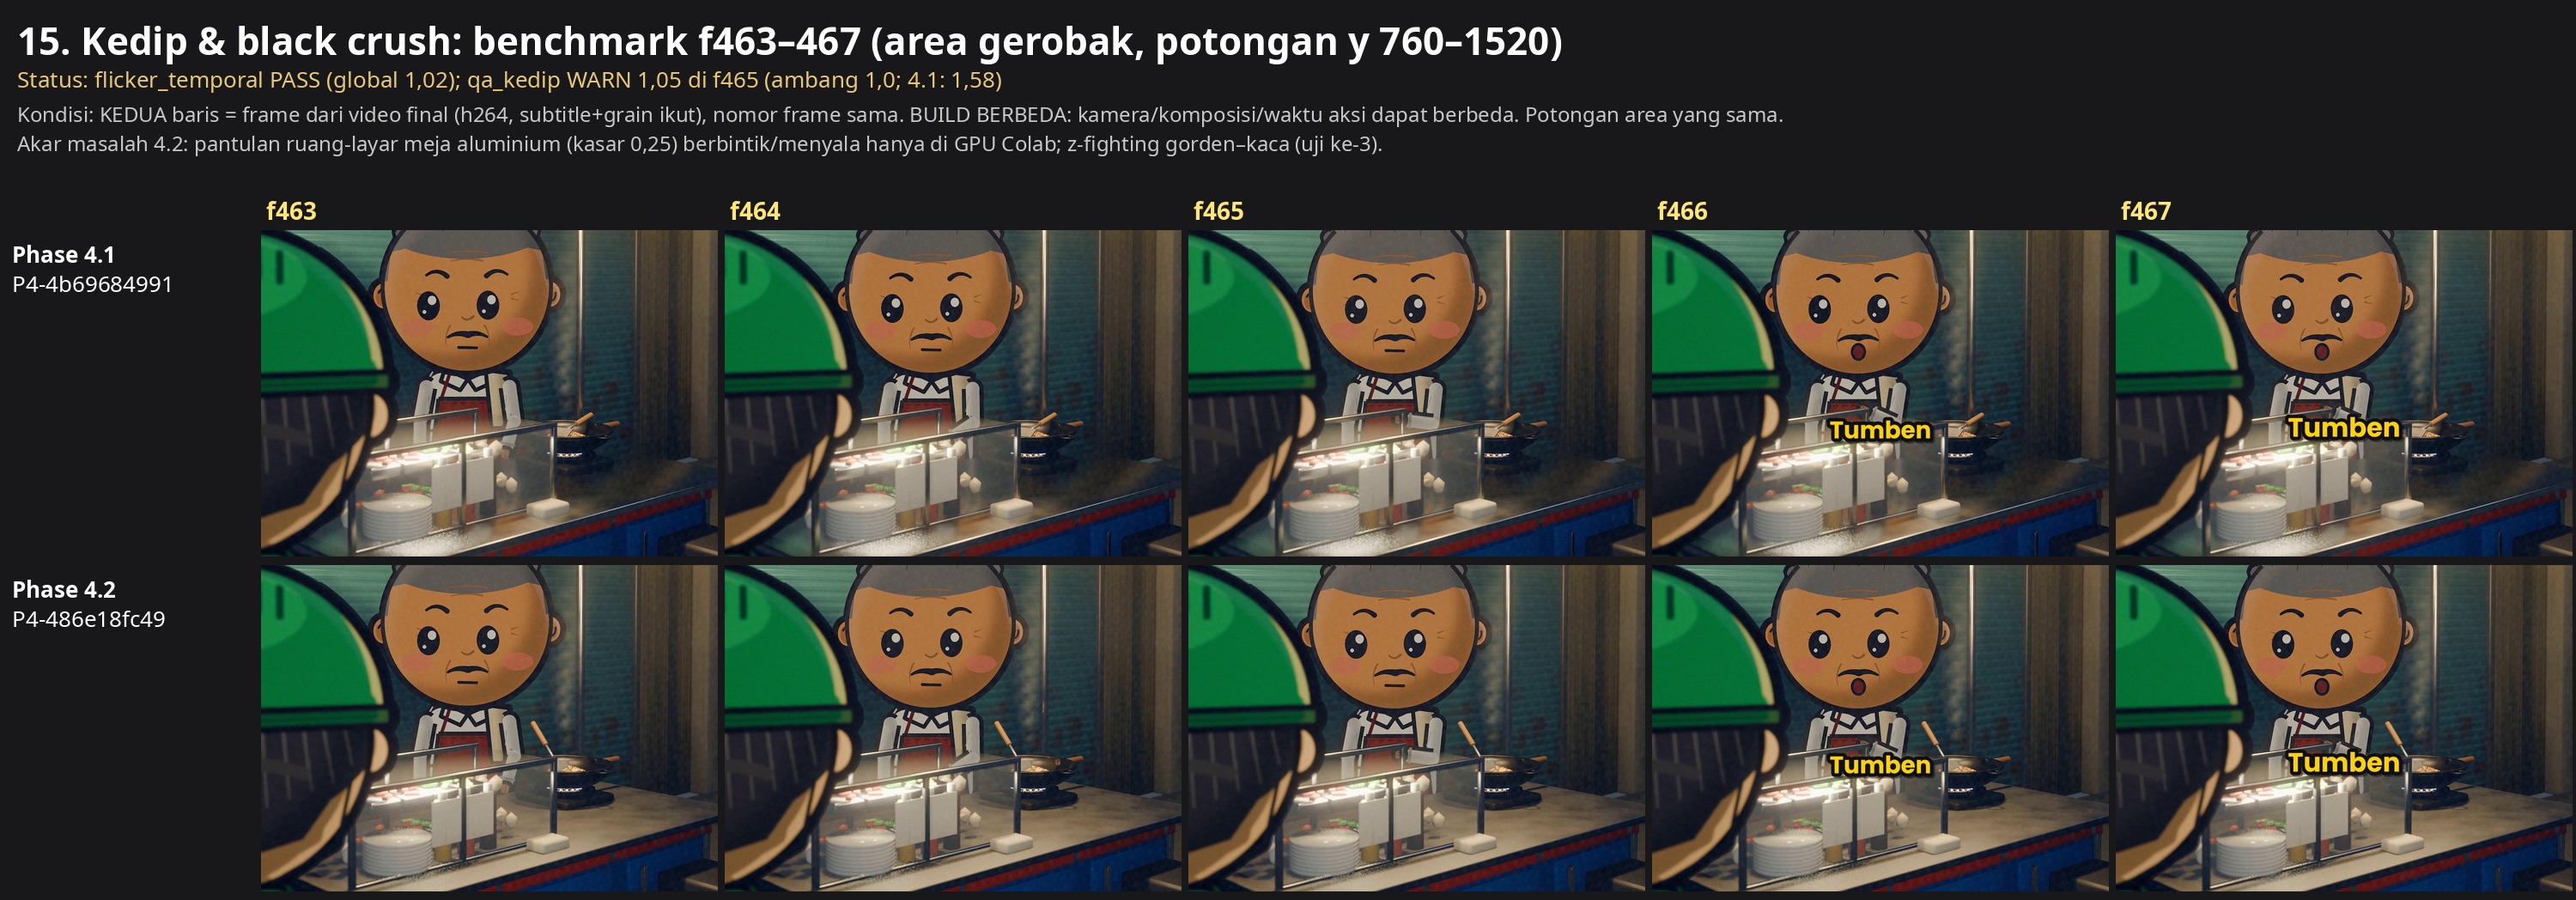 15. Kedip & black crush: benchmark f463–467 (area gerobak, potongan y 760–1520)
Status: flicker_temporal PASS (global 1,02); qa_kedip WARN 1,05 di f465 (ambang 1,0; 4.1: 1,58)
Kondisi: KEDUA baris = frame dari video final (h264, subtitle+grain ikut), nomor frame sama. BUILD BERBEDA: kamera/komposisi/waktu aksi dapat berbeda. Potongan area yang sama.
Akar masalah 4.2: pantulan ruang-layar meja aluminium (kasar 0,25) berbintik/menyala hanya di GPU Colab; z-fighting gorden–kaca (uji ke-3).
f463 f464 f465 f466 f467
Phase 4.1
P4-4b69684991
Tumben Tumben
Phase 4.2
P4-486e18fc49
Tumben Tumben